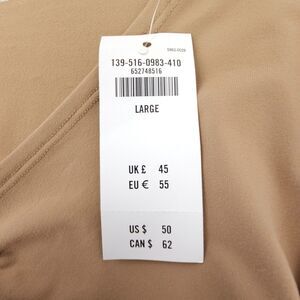 139-516-0983-410
652748516
LARGE
UK £ 45
EU € 55
US $ 50
CAN $ 62